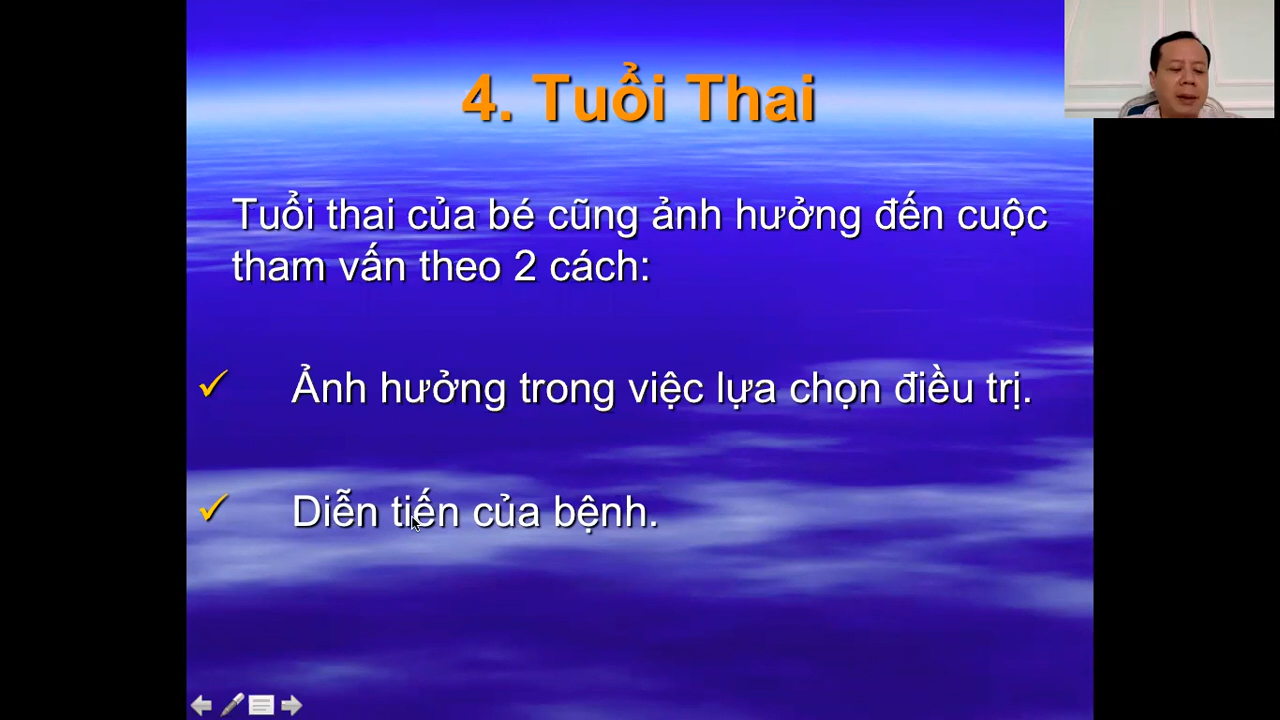 4. Tuổi Thai
Tuổi thai của bé cũng ảnh hưởng đến cuộc
tham vấn theo 2 cách:
Ảnh hưởng trong việc lựa chọn điều trị.
Diễn tiến của bệnh.